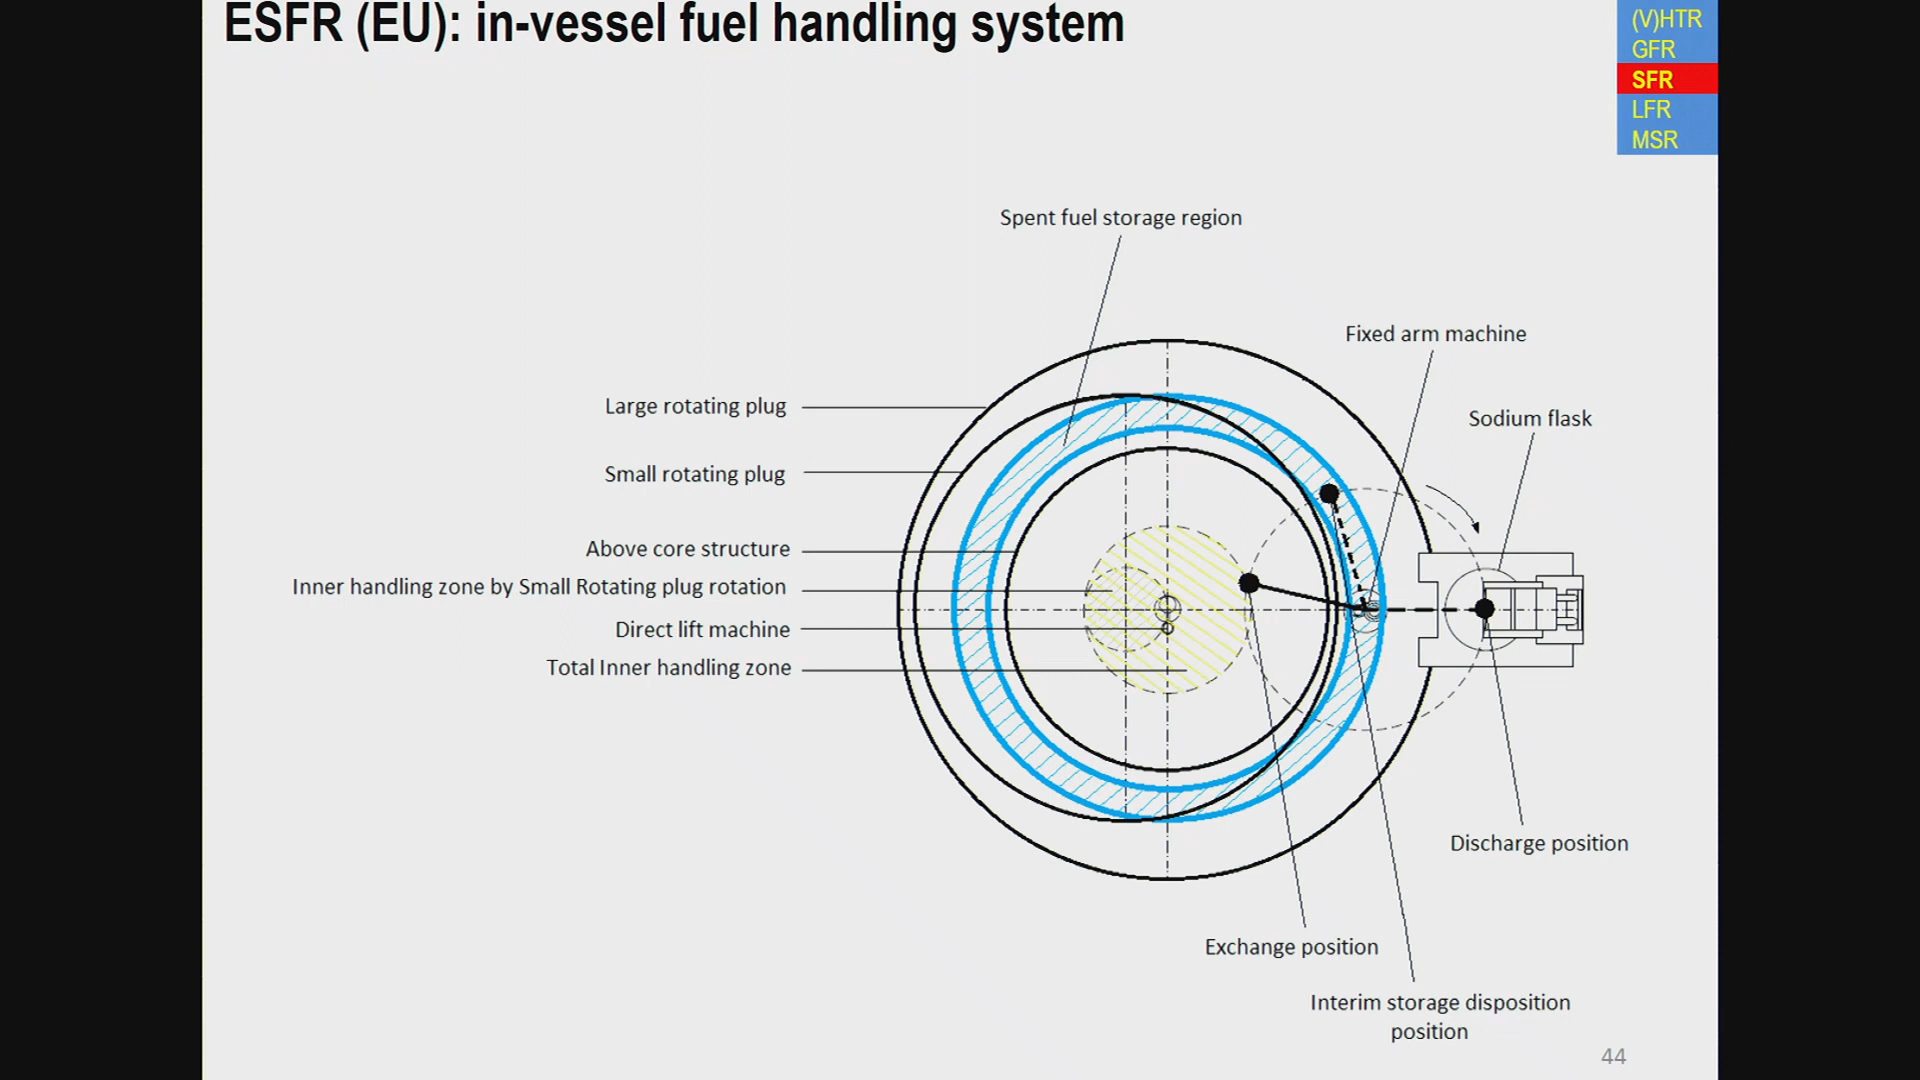 ESFR (EU): in-vessel fuel handling system
(V)HTR
GFR
SFR
LFR
MSR
Spent fuel storage region
Fixed arm machine
Sodium flask
Large rotating plug
Small rotating plug
Above core structure
Inner handling zone by Small Rotating plug rotation
Direct lift machine
Total Inner handling zone
Discharge position
Exchange position
Interim storage disposition
position
44